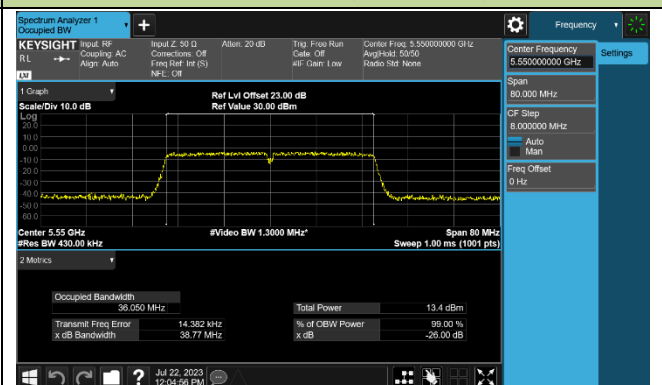 Spectrum Analyzer 1
Occupied BW
+
Frequency
KEYSIGHT
RL
Input: RF
Coupling: AC
Align: Auto
Input Z: 50 Ω
Corrections: Off
Freq Ref: Int (S)
NFE: Off
Atten: 20 dB
Trig: Free Run
Gate: Off
#IF Gain: Low
Center Freq: 5.550000000 GHz
Avg|Hold: 50/50
Radio Std: None
LXI
Center Frequency
5.550000000 GHz
Settings
Span
80.000 MHz
CF Step
8.000000 MHz
Auto
Man
Freq Offset
0 Hz
1 Graph
Scale/Div 10.0 dB
Ref Lvl Offset 23.00 dB
Ref Value 30.00 dBm
Log
20.0
10.0
0.00
-10.0
-20.0
-30.0
-40.0
-50.0
-60.0
Center 5.55 GHz
#Res BW 430.00 kHz
#Video BW 1.3000 MHz*
Span 80 MHz
Sweep 1.00 ms (1001 pts)
2 Metrics
Occupied Bandwidth
36.050 MHz
Total Power
13.4 dBm
Transmit Freq Error
14.382 kHz
% of OBW Power
99.00 %
x dB Bandwidth
38.77 MHz
x dB
-26.00 dB
?
Jul 22, 2023
12:04:56 PM